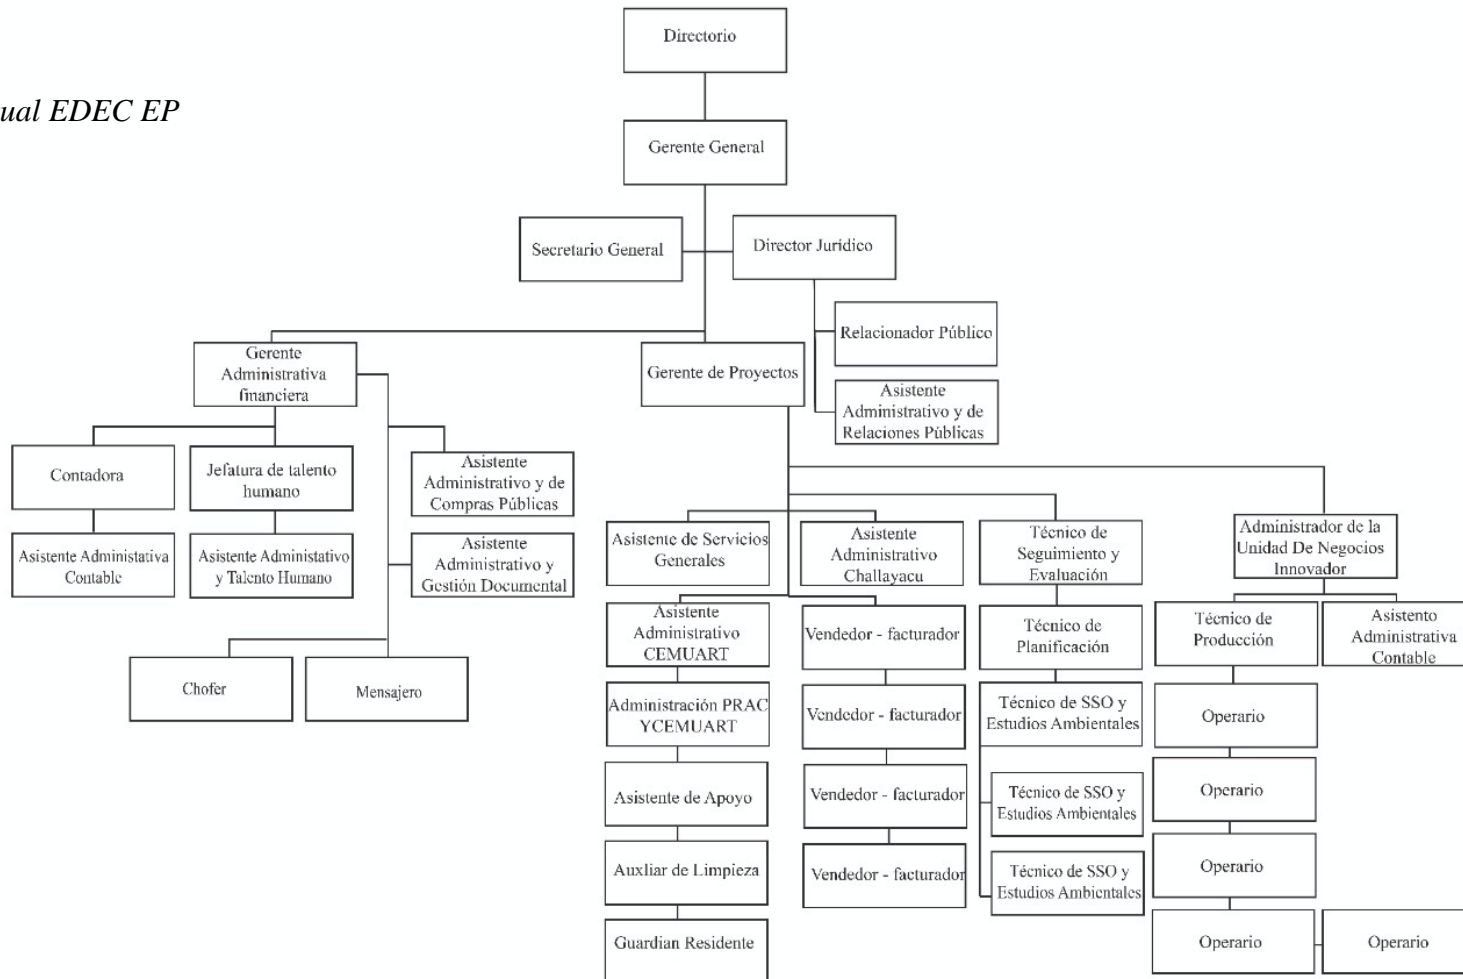 Directorio
ual EDEC EP
Gerente General
Secretario General
Director Jurídico
Relacionador Público
Gerente
Administrativa
financiera
Gerente de Proyectos
Asistente
Administrativo y de
Relaciones Públicas
Contadora
Jefatura de talento
humano
Asistente
Administrativo y de
Compras Públicas
Asistente Administativa
Contable
Asistente Administativo
y Talento Humano
Asistente
Administrativo y
Gestión Documental
Chofer
Mensajero
Asistente de Servicios
Generales
Asistente
Administrativo
Challayacu
Técnico de
Seguimiento y
Evaluación
Administrador de la
Unidad De Negocios
Innovador
Asistente
Administrativo
CEMUART
Vendedor - facturador
Técnico de
Planificación
Técnico de
Producción
Asistento
Administrativa
Contable
Administración PRAC
YCEMUART
Vendedor - facturador
Técnico de SSO y
Estudios Ambientales
Operario
Asistente de Apoyo
Vendedor - facturador
Técnico de SSO y
Estudios Ambientales
Operario
Auxliar de Limpieza
Vendedor - facturador
Técnico de SSO y
Estudios Ambientales
Operario
Guardian Residente
Operario
Operario